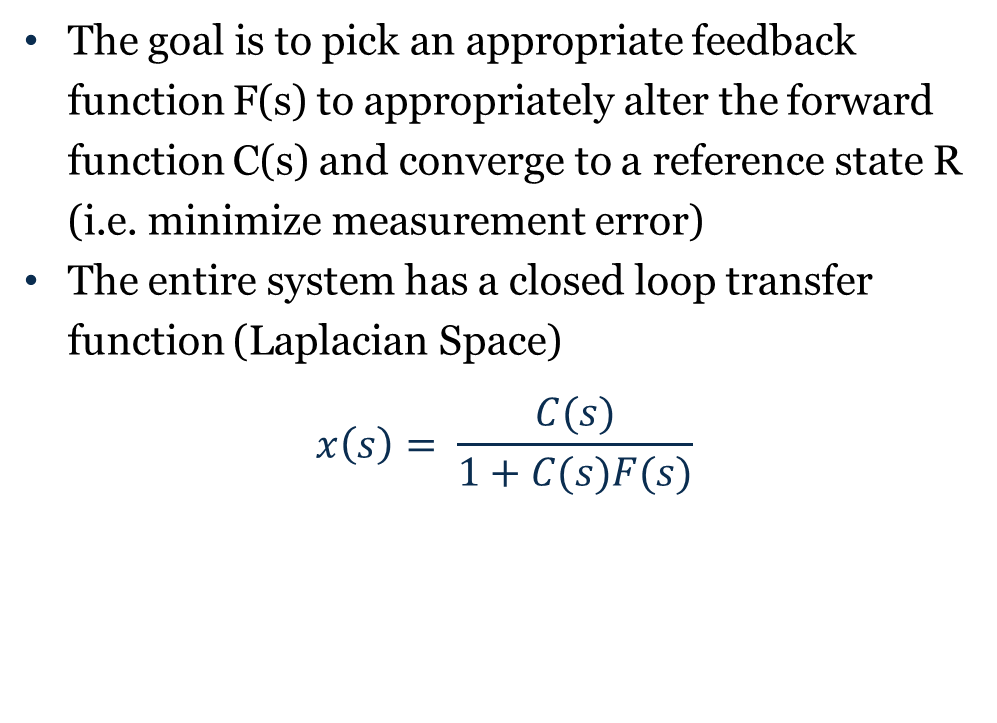 • The goal is to pick an appropriate feedback
function F(s) to appropriately alter the forward
function C(s) and converge to a reference state R
(i.e. minimize measurement error)
• The entire system has a closed loop transfer
function (Laplacian Space)
x(s) = C(s) / 1 + C(s)F(s)